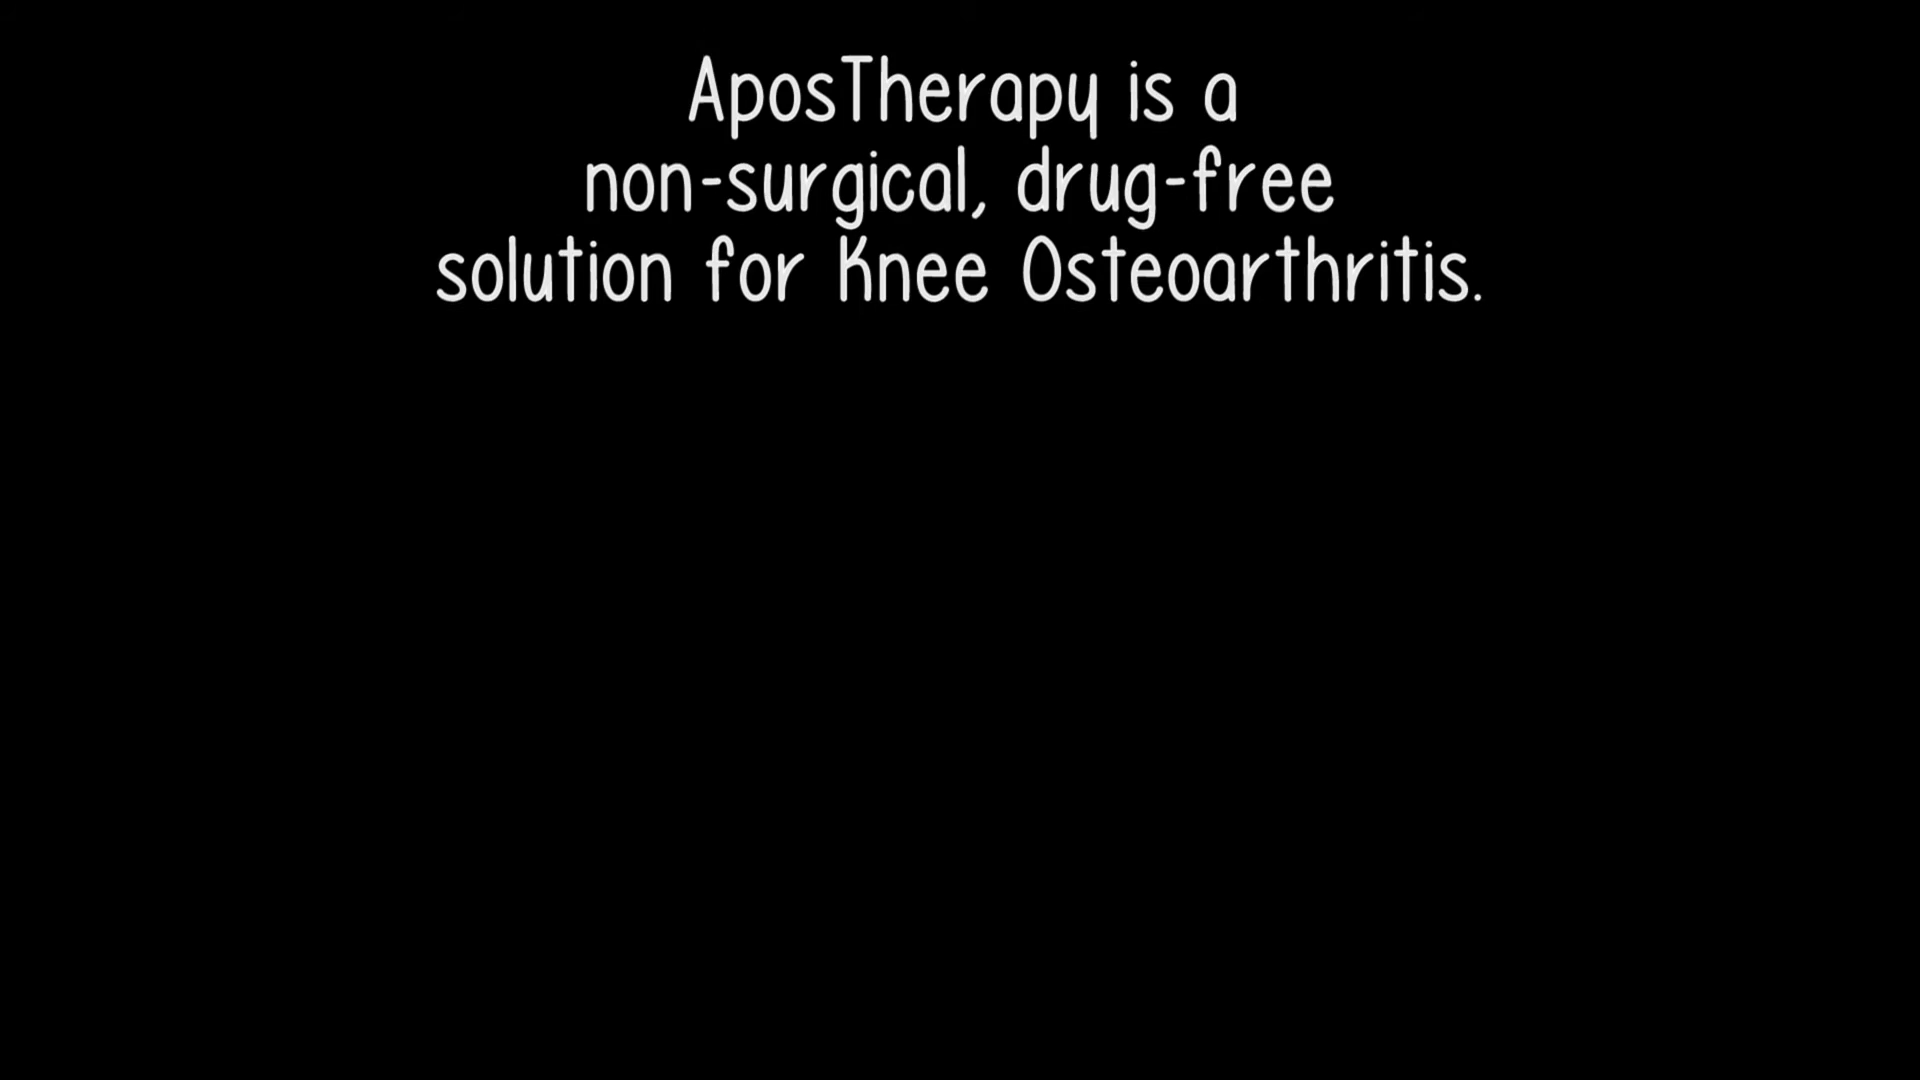 AposTherapy is a
non-surgical, drug-free
solution for Knee Osteoarthritis.